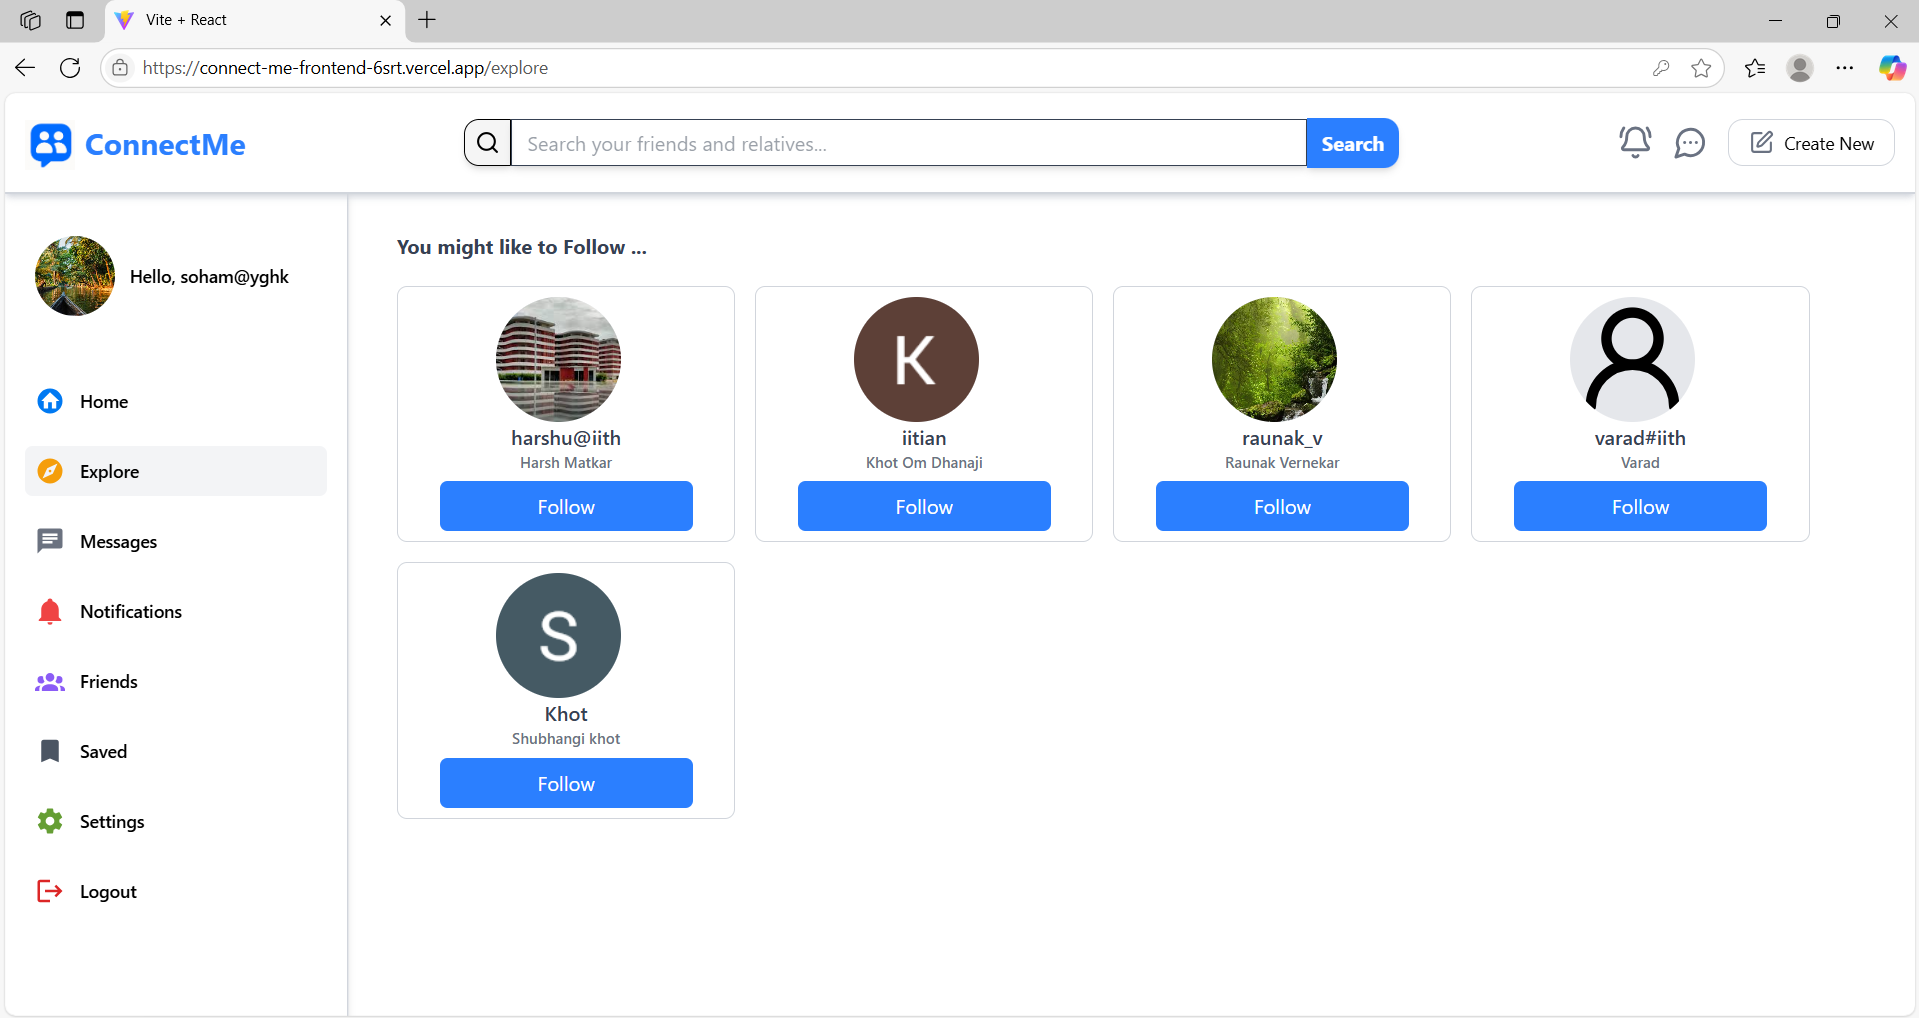 Vite + React
https://connect-me-frontend-6srt.vercel.app/explore
ConnectMe
Search your friends and relatives...
Search
Create New
Hello, soham@yghk
Home
Explore
Messages
Notifications
Friends
Saved
Settings
Logout
You might like to Follow ...
harshu@iith
Harsh Matkar
Follow
K
iitian
Khot Om Dhanaji
Follow
raunak_v
Raunak Vernekar
Follow
varad#iith
Varad
Follow
S
Khot
Shubhangi khot
Follow